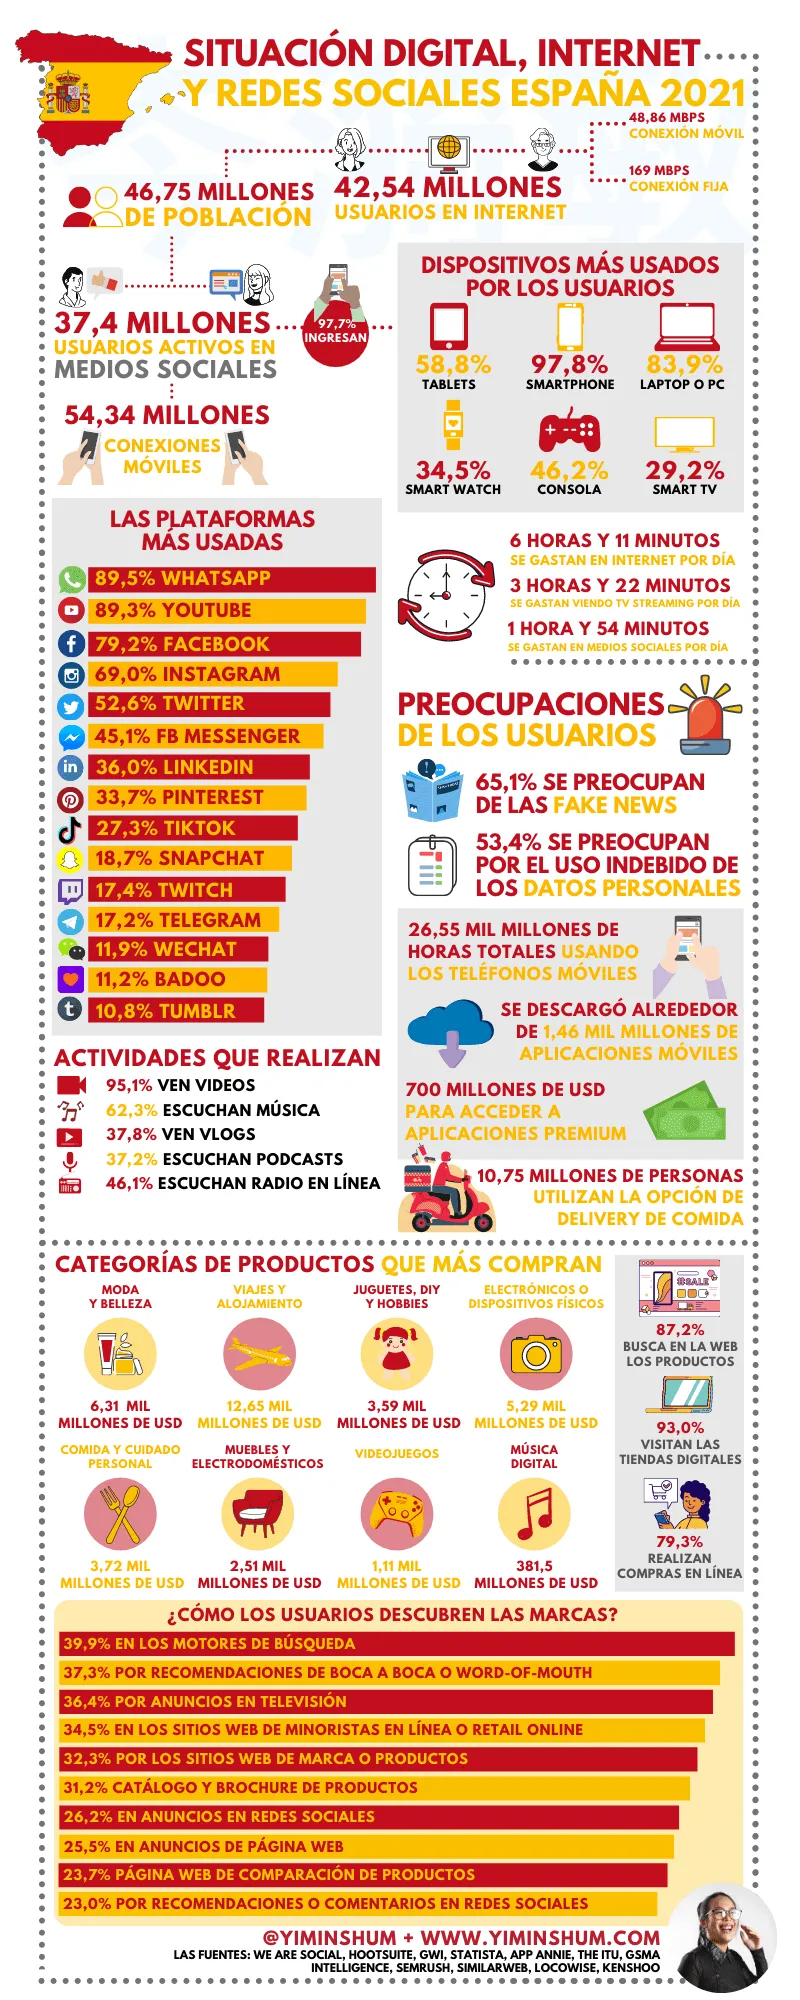 SITUACIÓN DIGITAL, INTERNET
Y REDES SOCIALES ESPAÑA 2021
48,86 MBPS
CONEXIÓN MÓVIL
169 MBPS
CONEXIÓN FIJA
46,75 MILLONES
DE POBLACIÓN
42,54 MILLONES
USUARIOS EN INTERNET
37,4 MILLONES
USUARIOS ACTIVOS EN
MEDIOS SOCIALES
97,7%
INGRESAN
54,34 MILLONES
CONEXIONES
MÓVILES
DISPOSITIVOS MÁS USADOS
POR LOS USUARIOS
58,8%
TABLETS
97,8%
SMARTPHONE
83,9%
LAPTOP O PC
34,5%
SMART WATCH
46,2%
CONSOLA
29,2%
SMART TV
LAS PLATAFORMAS
MÁS USADAS
89,5% WHATSAPP
89,3% YOUTUBE
79,2% FACEBOOK
69,0% INSTAGRAM
52,6% TWITTER
45,1% FB MESSENGER
36,0% LINKEDIN
33,7% PINTEREST
27,3% TIKTOK
18,7% SNAPCHAT
17,4% TWITCH
17,2% TELEGRAM
11,9% WECHAT
11,2% BADOO
10,8% TUMBLR
6 HORAS Y 11 MINUTOS
SE GASTAN EN INTERNET POR DÍA
3 HORAS Y 22 MINUTOS
SE GASTAN VIENDO TV STREAMING POR DÍA
1 HORA Y 54 MINUTOS
SE GASTAN EN MEDIOS SOCIALES POR DÍA
PREOCUPACIONES
DE LOS USUARIOS
65,1% SE PREOCUPAN
DE LAS FAKE NEWS
53,4% SE PREOCUPAN
POR EL USO INDEBIDO DE
LOS DATOS PERSONALES
26,55 MIL MILLONES DE
HORAS TOTALES USANDO
LOS TELÉFONOS MÓVILES
SE DESCARGÓ ALREDEDOR
DE 1,46 MIL MILLONES DE
APLICACIONES MÓVILES
700 MILLONES DE USD
PARA ACCEDER A
APLICACIONES PREMIUM
10,75 MILLONES DE PERSONAS
UTILIZAN LA OPCIÓN DE
DELIVERY DE COMIDA
ACTIVIDADES QUE REALIZAN
95,1% VEN VIDEOS
62,3% ESCUCHAN MÚSICA
37,8% VEN VLOGS
37,2% ESCUCHAN PODCASTS
46,1% ESCUCHAN RADIO EN LÍNEA
CATEGORÍAS DE PRODUCTOS QUE MÁS COMPRAN
MODA
Y BELLEZA
6,31 MIL
MILLONES DE USD
VIAJES Y
ALOJAMIENTO
12,65 MIL
MILLONES DE USD
JUGUETES, DIY
Y HOBBIES
3,59 MIL
MILLONES DE USD
ELECTRÓNICOS O
DISPOSITIVOS FÍSICOS
5,29 MIL
MILLONES DE USD
COMIDA Y CUIDADO
PERSONAL
3,72 MIL
MILLONES DE USD
MUEBLES Y
ELECTRODOMÉSTICOS
2,51 MIL
MILLONES DE USD
VIDEOJUEGOS
1,11 MIL
MILLONES DE USD
MÚSICA
DIGITAL
381,5
MILLONES DE USD
#SALE
87,2%
BUSCA EN LA WEB
LOS PRODUCTOS
93,0%
VISITAN LAS
TIENDAS DIGITALES
79,3%
REALIZAN
COMPRAS EN LÍNEA
¿CÓMO LOS USUARIOS DESCUBREN LAS MARCAS?
39,9% EN LOS MOTORES DE BÚSQUEDA
37,3% POR RECOMENDACIONES DE BOCA A BOCA O WORD-OF-MOUTH
36,4% POR ANUNCIOS EN TELEVISIÓN
34,5% EN LOS SITIOS WEB DE MINORISTAS EN LÍNEA O RETAIL ONLINE
32,3% POR LOS SITIOS WEB DE MARCA O PRODUCTOS
31,2% CATÁLOGO Y BROCHURE DE PRODUCTOS
26,2% EN ANUNCIOS EN REDES SOCIALES
25,5% EN ANUNCIOS DE PÁGINA WEB
23,7% PÁGINA WEB DE COMPARACIÓN DE PRODUCTOS
23,0% POR RECOMENDACIONES O COMENTARIOS EN REDES SOCIALES
@YIMINSHUM + WWW.YIMINSHUM.COM
LAS FUENTES: WE ARE SOCIAL, HOOTSUITE, GWI, STATISTA, APP ANNIE, THE ITU, GSMA
INTELLIGENCE, SEMRUSH, SIMILARWEB, LOCOWISE, KENSHOO